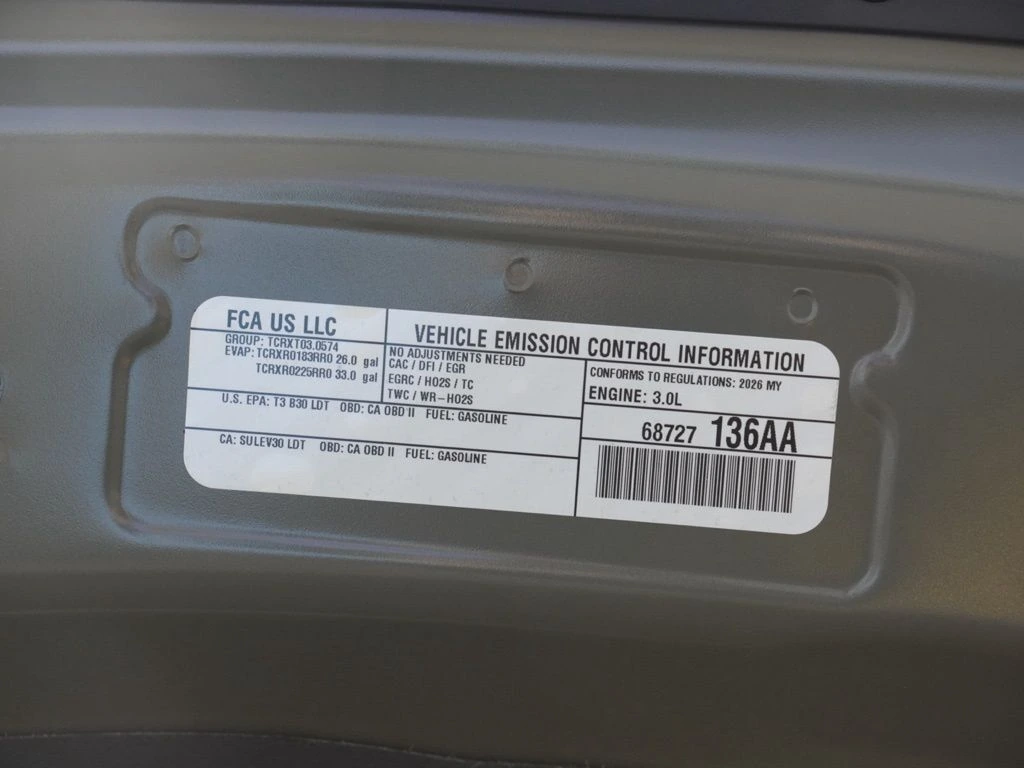 FCA US LLC
GROUP: TCRXT03.0574
EVAP: TCRXR0183RR0 26.0 gal
TCRXR0225RR0 33.0 gal
VEHICLE EMISSION CONTROL INFORMATION
NO ADJUSTMENTS NEEDED
CAC / DFI / EGR
EGRC / HO2S / TC
TWC / WR-HO2S
CONFORMS TO REGULATIONS: 2026 MY
ENGINE: 3.0L
U.S. EPA: T3 B30 LDT OBD: CA OBD II FUEL: GASOLINE
CA: SULEV30 LDT OBD: CA OBD II FUEL: GASOLINE
68727 136AA